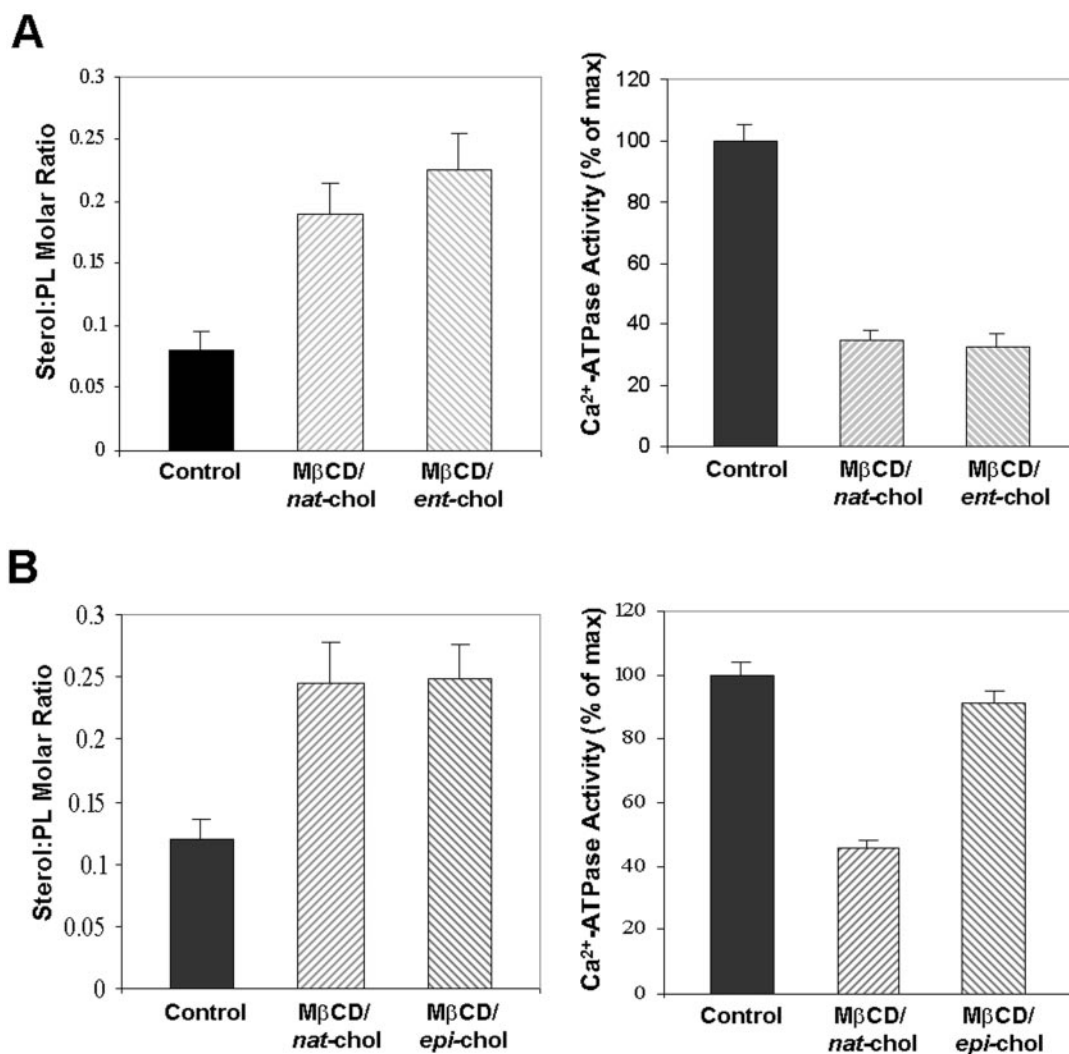 A
Sterol:PL Molar Ratio
0.3
0.25
0.2
0.15
0.1
0.05
0
Control
MβCD/
nat-chol
MβCD/
ent-chol
Ca²⁺-ATPase Activity (% of max)
120
100
80
60
40
20
0
Control
MβCD/
nat-chol
MβCD/
ent-chol
B
Sterol:PL Molar Ratio
0.3
0.25
0.2
0.15
0.1
0.05
0
Control
MβCD/
nat-chol
MβCD/
epi-chol
Ca²⁺-ATPase Activity (% of max)
120
100
80
60
40
20
0
Control
MβCD/
nat-chol
MβCD/
epi-chol